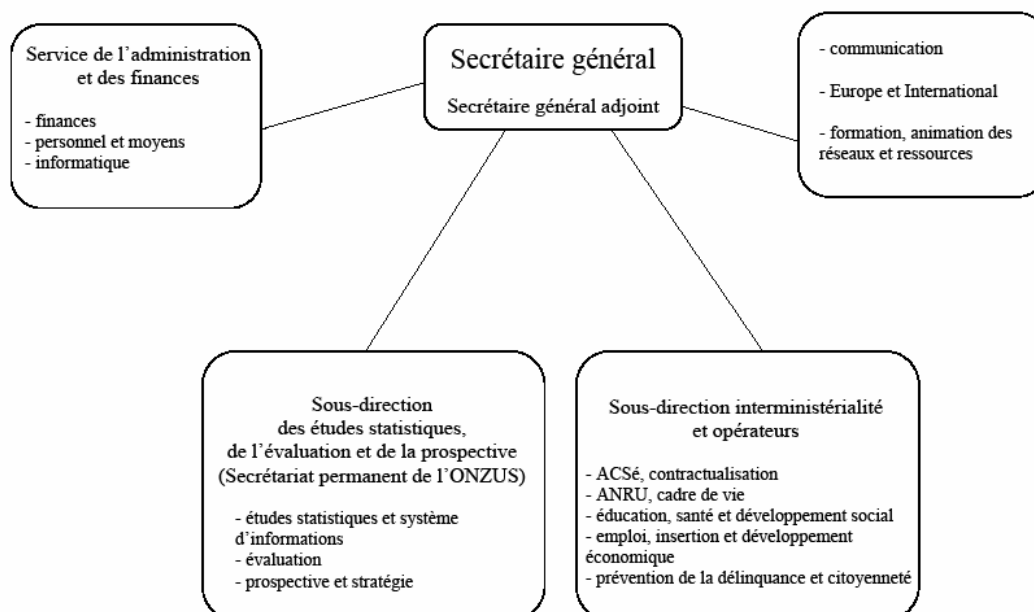 Service de l'administration
et des finances
- finances
- personnel et moyens
- informatique
Secrétaire général
Secrétaire général adjoint
- communication
- Europe et International
- formation, animation des
réseaux et ressources
Sous-direction
des études statistiques,
de l'évaluation et de la prospective
(Secrétariat permanent de l'ONZUS)
- études statistiques et système
d'informations
- évaluation
- prospective et stratégie
Sous-direction interministérialité
et opérateurs
- ACSé, contractualisation
- ANRU, cadre de vie
- éducation, santé et développement social
- emploi, insertion et développement
économique
- prévention de la délinquance et citoyenneté